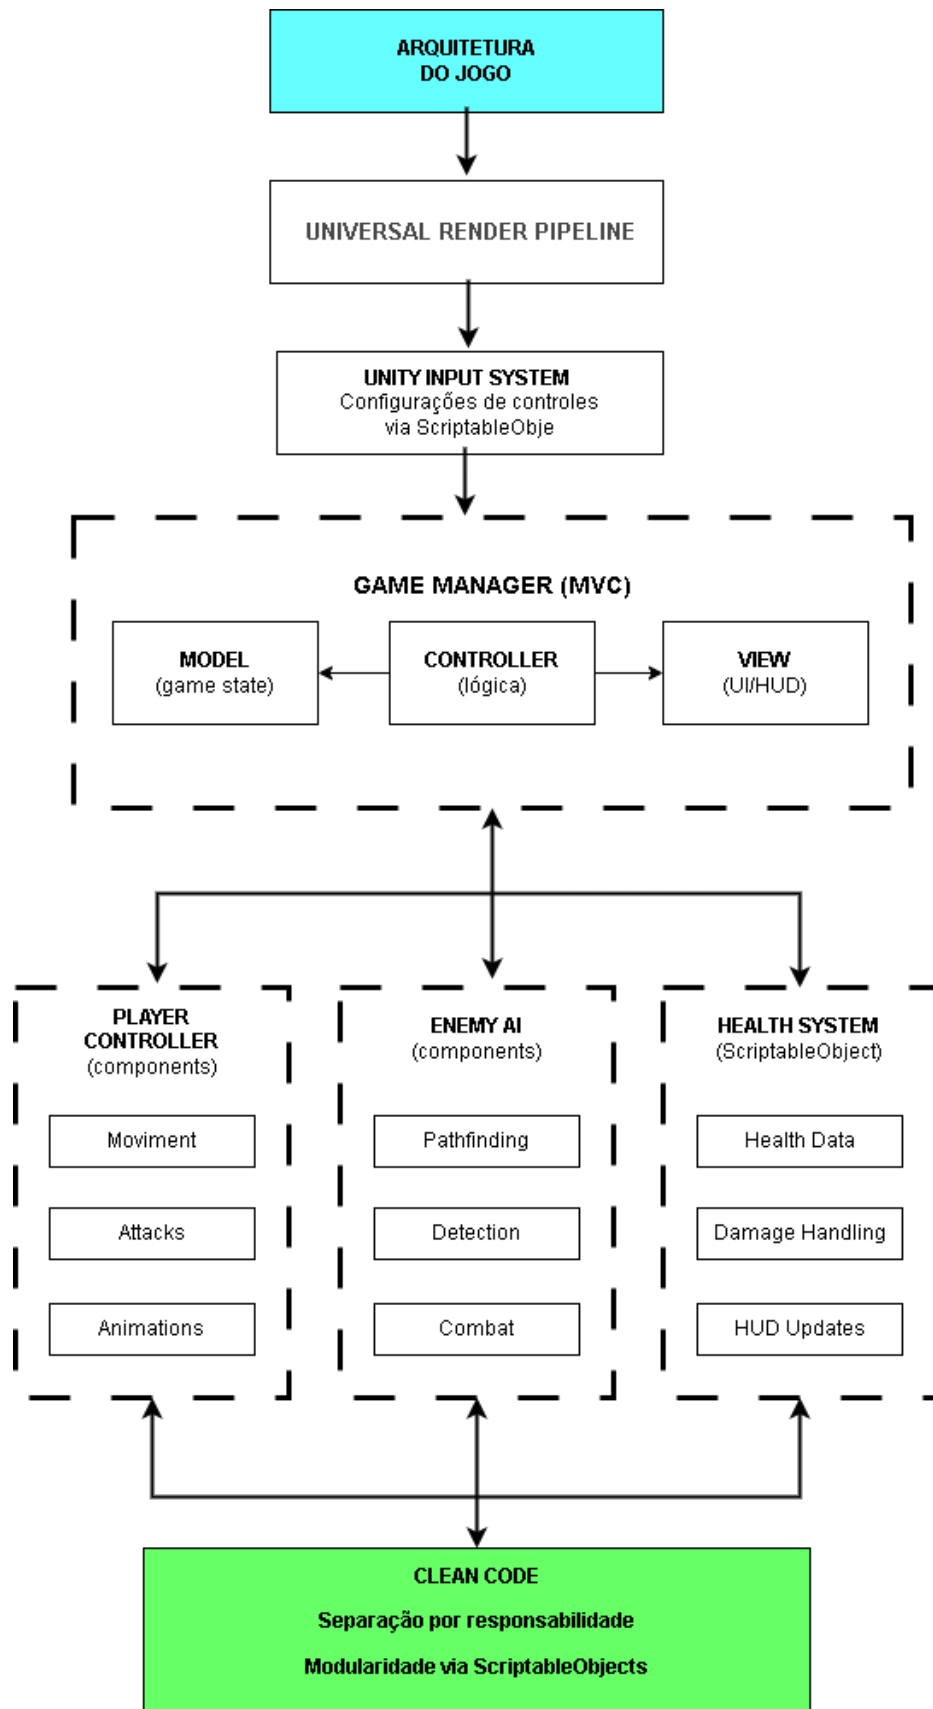 ARQUITETURA
DO JOGO
UNIVERSAL RENDER PIPELINE
UNITY INPUT SYSTEM
Configurações de controles
via ScriptableObje
GAME MANAGER (MVC)
MODEL
(game state)
CONTROLLER
(lógica)
VIEW
(UI/HUD)
PLAYER
CONTROLLER
(components)
Moviment
Attacks
Animations
ENEMY AI
(components)
Pathfinding
Detection
Combat
HEALTH SYSTEM
(ScriptableObject)
Health Data
Damage Handling
HUD Updates
CLEAN CODE
Separação por responsabilidade
Modularidade via ScriptableObjects